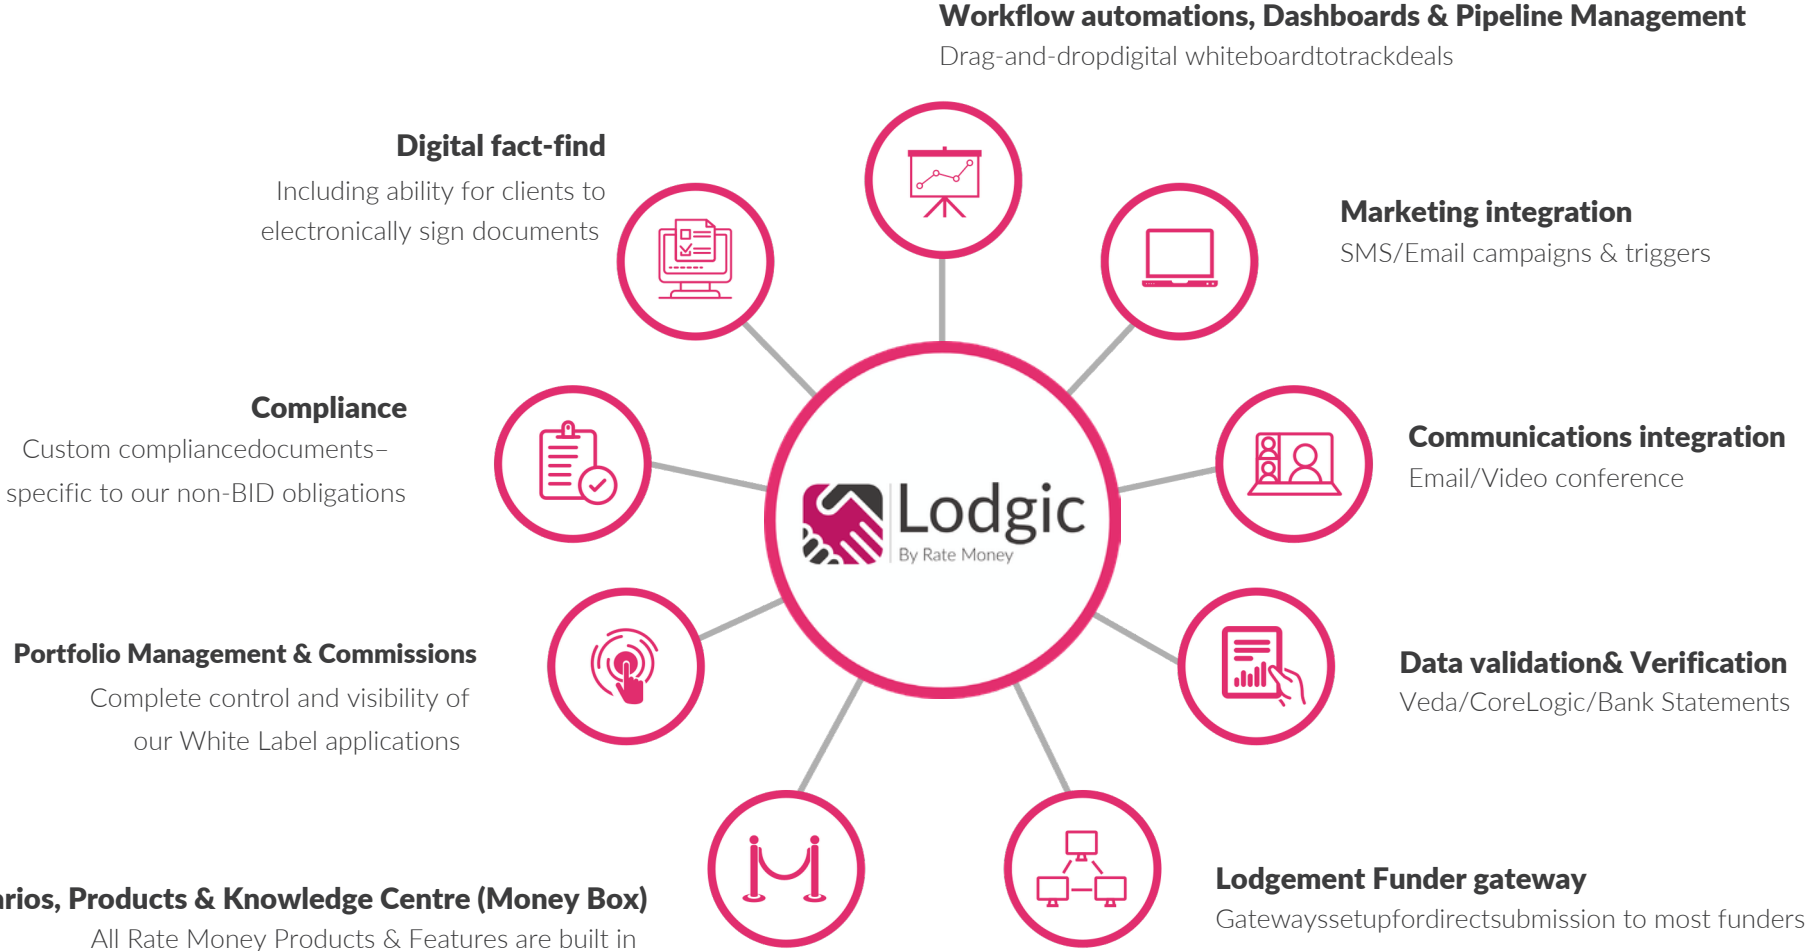 Workflow automations, Dashboards & Pipeline Management
Drag-and-dropdigital whiteboardtotrackdeals
Digital fact-find
Including ability for clients to
electronically sign documents
Marketing integration
SMS/Email campaigns & triggers
Compliance
Custom compliancedocuments–
specific to our non-BID obligations
Communications integration
Email/Video conference
Lodgic
By Rate Money
Portfolio Management & Commissions
Complete control and visibility of
our White Label applications
Data validation& Verification
Veda/CoreLogic/Bank Statements
Products & Knowledge Centre (Money Box)
All Rate Money Products & Features are built in
Lodgement Funder gateway
Gatewayssetupfordirectsubmission to most funders